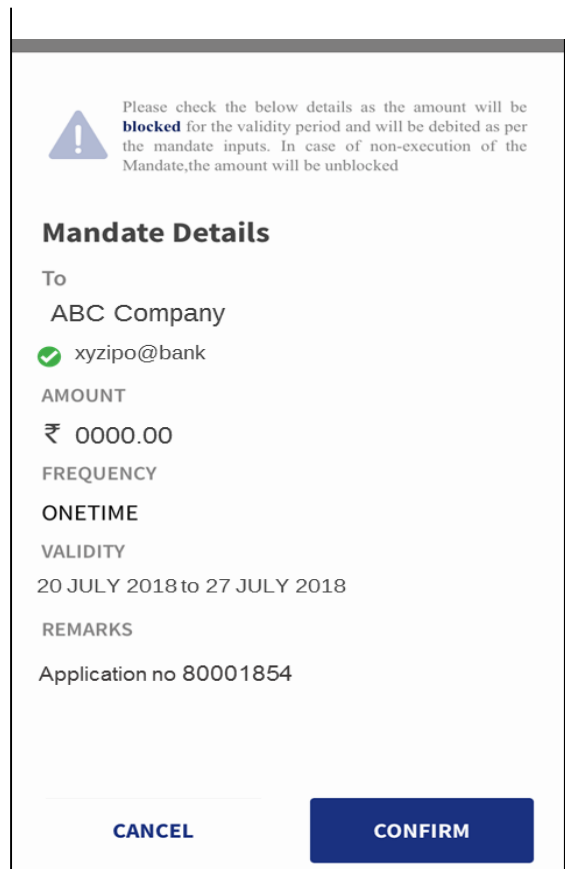 Please check the below details as the amount will be
blocked for the validity period and will be debited as per
the mandate inputs. In case of non-execution of the
Mandate,the amount will be unblocked
Mandate Details
To
ABC Company
xyzipo@bank
AMOUNT
₹ 0000.00
FREQUENCY
ONETIME
VALIDITY
20 JULY 2018 to 27 JULY 2018
REMARKS
Application no 80001854
CANCEL CONFIRM